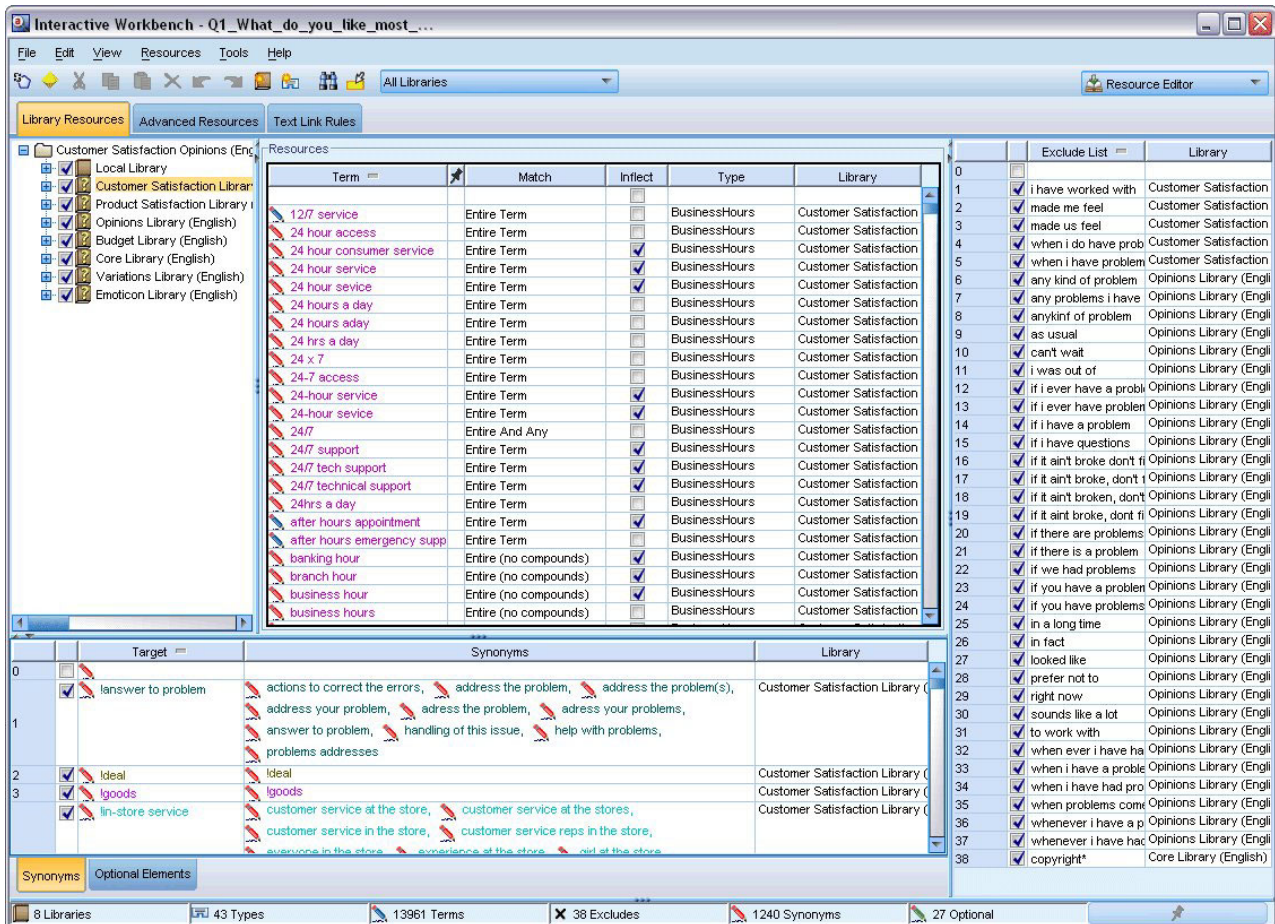 Interactive Workbench - Q1_What_do_you_like_most_...
File Edit View Resources Tools Help
All Libraries
Resource Editor
Library Resources Advanced Resources Text Link Rules
Customer Satisfaction Opinions (Eng
Local Library
Customer Satisfaction Librar
Product Satisfaction Library
Opinions Library (English)
Budget Library (English)
Core Library (English)
Variations Library (English)
Emoticon Library (English)
Resources
Term Match Inflect Type Library
12/7 service Entire Term BusinessHours Customer Satisfaction
24 hour access Entire Term BusinessHours Customer Satisfaction
24 hour consumer service Entire Term BusinessHours Customer Satisfaction
24 hour service Entire Term BusinessHours Customer Satisfaction
24 hour sevice Entire Term BusinessHours Customer Satisfaction
24 hours a day Entire Term BusinessHours Customer Satisfaction
24 hours aday Entire Term BusinessHours Customer Satisfaction
24 hrs a day Entire Term BusinessHours Customer Satisfaction
24 x 7 Entire Term BusinessHours Customer Satisfaction
24-7 access Entire Term BusinessHours Customer Satisfaction
24-hour service Entire Term BusinessHours Customer Satisfaction
24-hour sevice Entire Term BusinessHours Customer Satisfaction
24/7 Entire And Any BusinessHours Customer Satisfaction
24/7 support Entire Term BusinessHours Customer Satisfaction
24/7 tech support Entire Term BusinessHours Customer Satisfaction
24/7 technical support Entire Term BusinessHours Customer Satisfaction
24hrs a day Entire Term BusinessHours Customer Satisfaction
after hours appointment Entire Term BusinessHours Customer Satisfaction
after hours emergency supp Entire Term BusinessHours Customer Satisfaction
banking hour Entire (no compounds) BusinessHours Customer Satisfaction
branch hour Entire (no compounds) BusinessHours Customer Satisfaction
business hour Entire (no compounds) BusinessHours Customer Satisfaction
business hours Entire (no compounds) BusinessHours Customer Satisfaction
Exclude List Library
0
1 i have worked with Customer Satisfaction
2 made me feel Customer Satisfaction
3 made us feel Customer Satisfaction
4 when i do have prob Customer Satisfaction
5 when i have problem Customer Satisfaction
6 any kind of problem Opinions Library (Engli
7 any problems i have Opinions Library (Engli
8 anykinf of problem Opinions Library (Engli
9 as usual Opinions Library (Engli
10 can't wait Opinions Library (Engli
11 i was out of Opinions Library (Engli
12 if i ever have a probl Opinions Library (Engli
13 if i ever have problen Opinions Library (Engli
14 if i have a problem Opinions Library (Engli
15 if i have questions Opinions Library (Engli
16 if it ain't broke don't fi Opinions Library (Engli
17 if it ain't broke, don't Opinions Library (Engli
18 if it ain't broken, don't Opinions Library (Engli
19 if it aint broke, dont fi Opinions Library (Engli
20 if there are problems Opinions Library (Engli
21 if there is a problem Opinions Library (Engli
22 if we had problems Opinions Library (Engli
23 if you have a problen Opinions Library (Engli
24 if you have problems Opinions Library (Engli
25 in a long time Opinions Library (Engli
26 in fact Opinions Library (Engli
27 looked like Opinions Library (Engli
28 prefer not to Opinions Library (Engli
29 right now Opinions Library (Engli
30 sounds like a lot Opinions Library (Engli
31 to work with Opinions Library (Engli
32 when ever i have ha Opinions Library (Engli
33 when i have a proble Opinions Library (Engli
34 when i have had pro Opinions Library (Engli
35 when problems come Opinions Library (Engli
36 whenever i have a p Opinions Library (Engli
37 whenever i have hac Opinions Library (Engli
38 copyright* Core Library (English)
Target Synonyms Library
0
1 !answer to problem actions to correct the errors, address the problem, address the problem(s), Customer Satisfaction Library (
address your problem, adress the problem, adress your problems,
answer to problem, handling of this issue, help with problems,
problems addresses
2 !deal !deal Customer Satisfaction Library (
3 !goods !goods Customer Satisfaction Library (
!in-store service customer service at the store, customer service at the stores, Customer Satisfaction Library (
customer service in the store, customer service reps in the store,
everyone in the store, experience at the store, girl at the store
Synonyms Optional Elements
8 Libraries 43 Types 13961 Terms 38 Excludes 1240 Synonyms 27 Optional